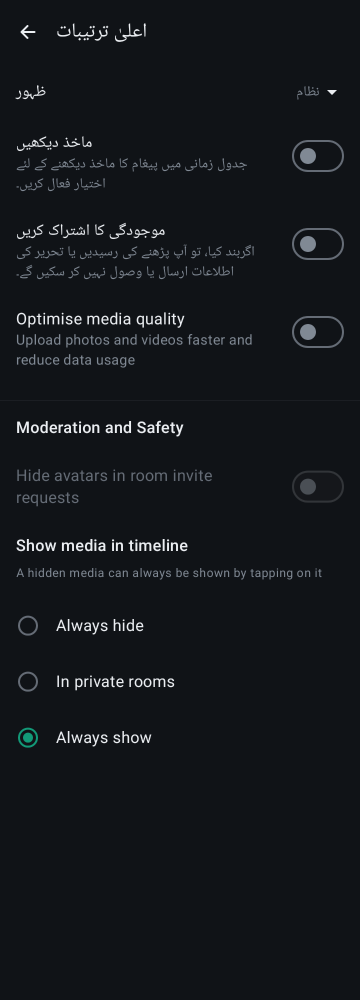 اعلیٰ ترتیبات
ظہور
نظام
ماخذ دیکھیں
جدول زمانی میں پیغام کا ماخذ دیکھنے کے لئے
اختیار فعال کریں۔
موجودگی کا اشتراک کریں
اگربند کیا، تو آپ پڑھنے کی رسیدیں یا تحریر کی
اطلاعات ارسال یا وصول نہیں کر سکیں گے۔
Optimise media quality
Upload photos and videos faster and
reduce data usage
Moderation and Safety
Hide avatars in room invite
requests
Show media in timeline
A hidden media can always be shown by tapping on it
Always hide
In private rooms
Always show